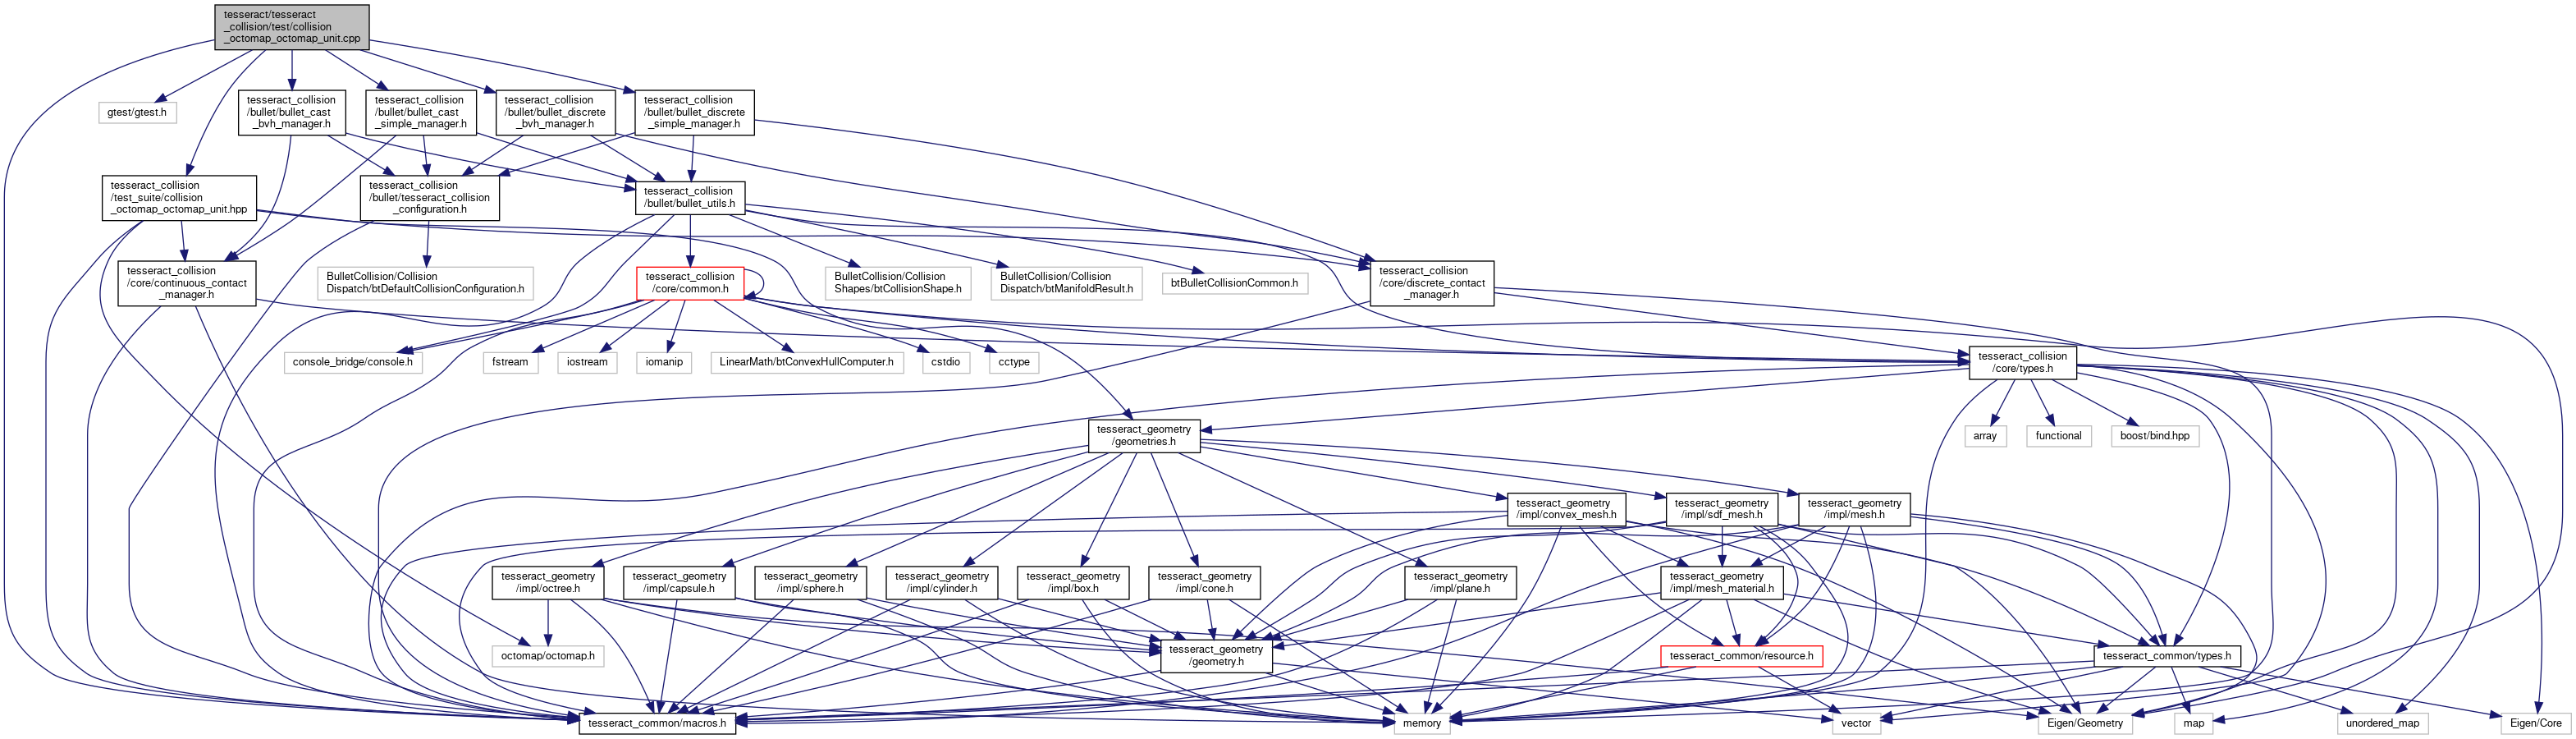 tesseract/tesseract
_collision/test/collision
_octomap_octomap_unit.cpp
gtest/gtest.h
tesseract_collision
/bullet/bullet_cast
_bvh_manager.h
tesseract_collision
/bullet/bullet_cast
_simple_manager.h
tesseract_collision
/bullet/bullet_discrete
_bvh_manager.h
tesseract_collision
/bullet/bullet_discrete
_simple_manager.h
tesseract_collision
/test_suite/collision
_octomap_octomap_unit.hpp
tesseract_collision
/bullet/tesseract_collision
_configuration.h
tesseract_collision
/bullet/bullet_utils.h
tesseract_collision
/core/continuous_contact
_manager.h
BulletCollision/Collision
Dispatch/btDefaultCollisionConfiguration.h
tesseract_collision
/core/common.h
BulletCollision/Collision
Shapes/btCollisionShape.h
BulletCollision/Collision
Dispatch/btManifoldResult.h
btBulletCollisionCommon.h
tesseract_collision
/core/discrete_contact
_manager.h
console_bridge/console.h
fstream
iostream
iomanip
LinearMath/btConvexHullComputer.h
cstdio
cctype
tesseract_collision
/core/types.h
tesseract_geometry
/geometries.h
array
functional
boost/bind.hpp
tesseract_geometry
/impl/convex_mesh.h
tesseract_geometry
/impl/sdf_mesh.h
tesseract_geometry
/impl/mesh.h
tesseract_geometry
/impl/octree.h
tesseract_geometry
/impl/capsule.h
tesseract_geometry
/impl/sphere.h
tesseract_geometry
/impl/cylinder.h
tesseract_geometry
/impl/box.h
tesseract_geometry
/impl/cone.h
tesseract_geometry
/impl/plane.h
tesseract_geometry
/impl/mesh_material.h
octomap/octomap.h
tesseract_geometry
/geometry.h
tesseract_common/resource.h
tesseract_common/types.h
tesseract_common/macros.h
memory
vector
Eigen/Geometry
map
unordered_map
Eigen/Core